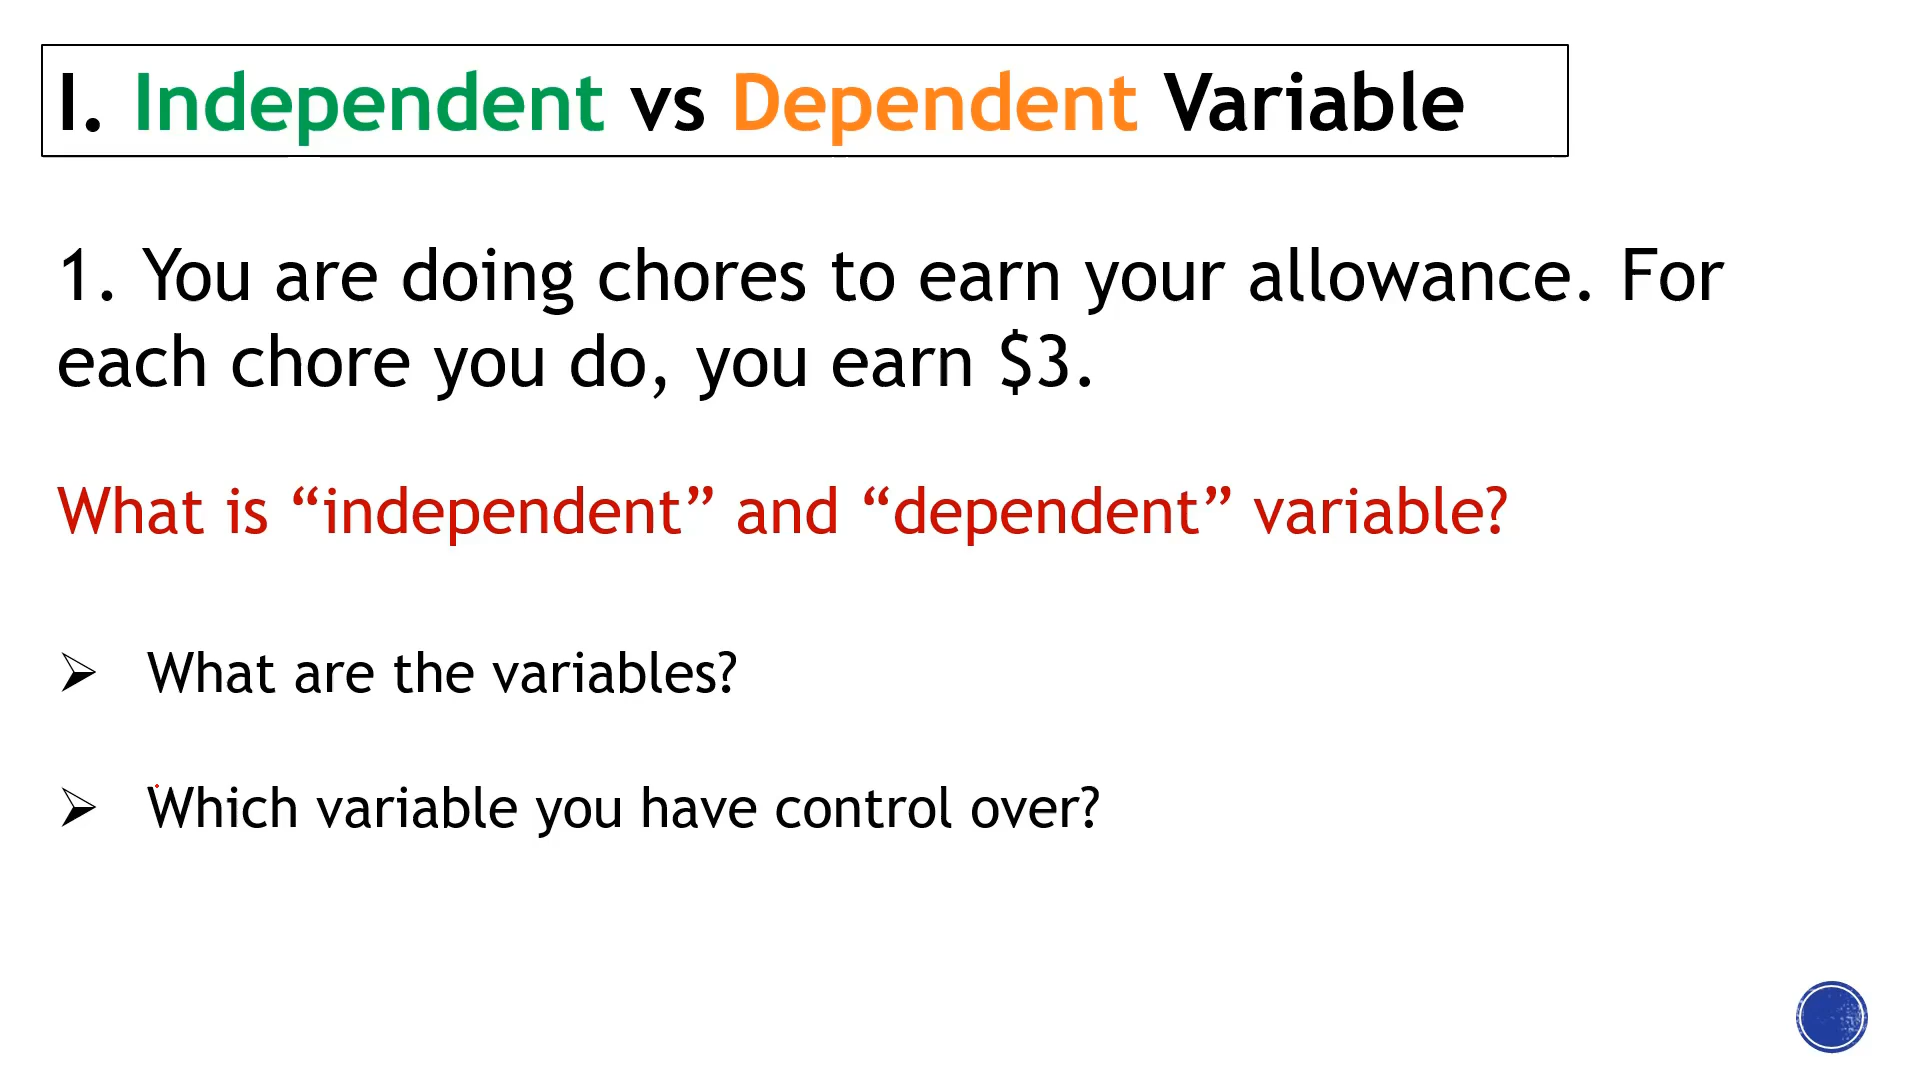 I. Independent vs Dependent Variable
1. You are doing chores to earn your allowance. For
each chore you do, you earn $3.
What is “independent” and “dependent” variable?
➢ What are the variables?
➢ Which variable you have control over?